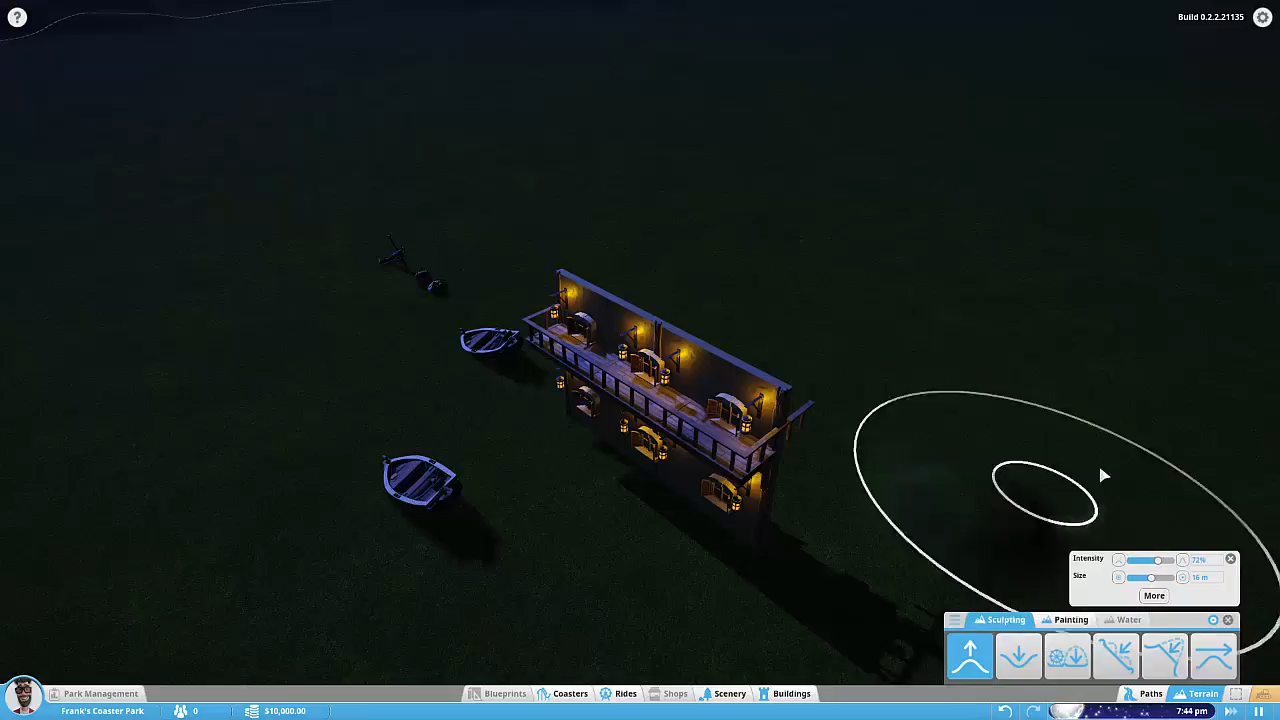 ?
Build 0.2.2.21135
Intensity 72%
Size 16 m
More
Sculpting Painting Water
Park Management Blueprints Coasters Rides Shops Scenery Buildings Paths Terrain
Frank's Coaster Park 0 $10,000.00 7:44 pm